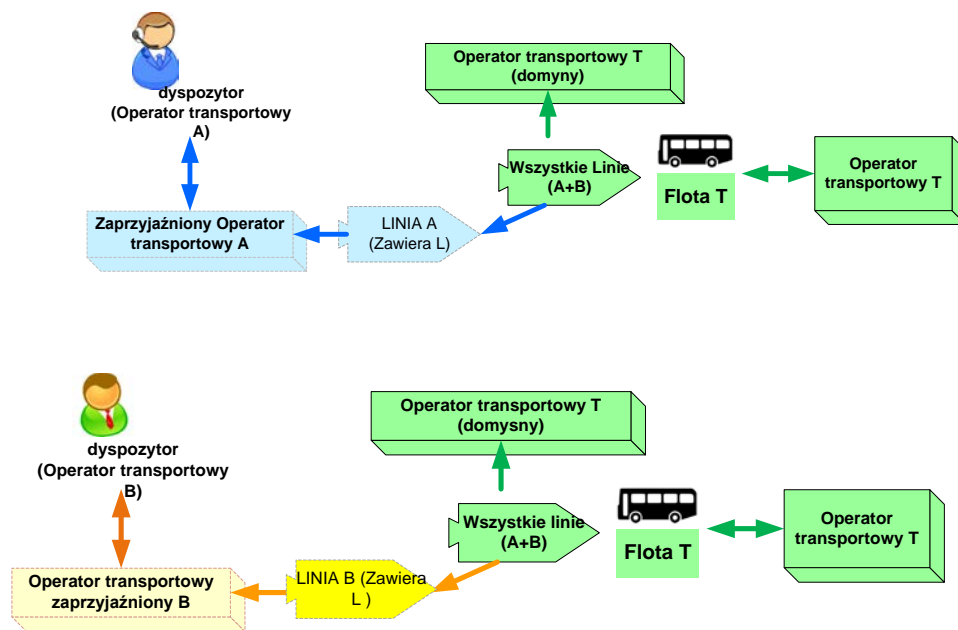 dyspozytor
(Operator transportowy
A)
Operator transportowy T
(domyny)
Wszystkie Linie
(A+B)
Flota T
Operator
transportowy T
Zaprzyjaźniony Operator
transportowy A
LINIA A
(Zawiera L)
dyspozytor
(Operator transportowy
B)
Operator transportowy T
(domysny)
Wszystkie linie
(A+B)
Flota T
Operator
transportowy T
Operator transportowy
zaprzyjaźniony B
LINIA B (Zawiera
L )